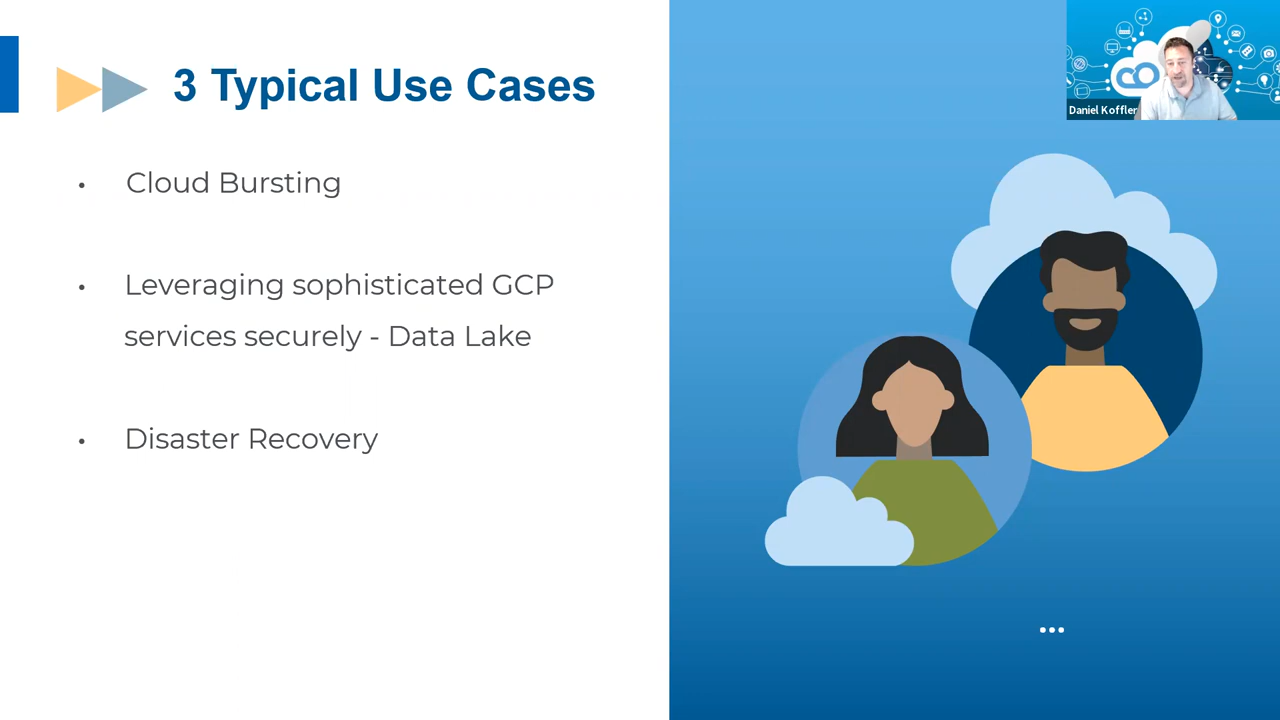 3 Typical Use Cases
• Cloud Bursting
• Leveraging sophisticated GCP
services securely - Data Lake
• Disaster Recovery
Daniel Koffler